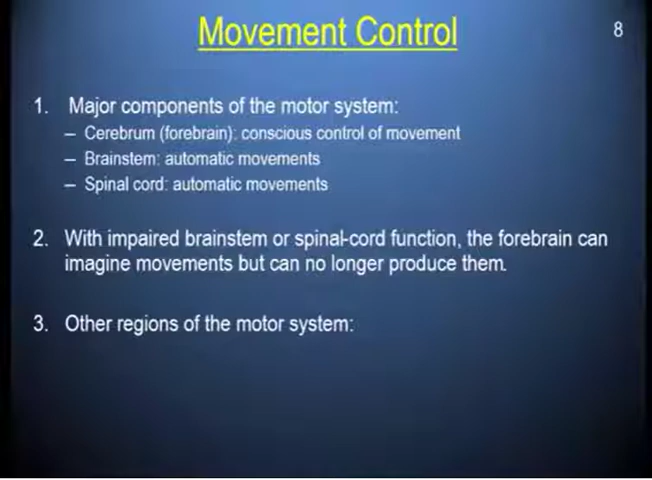 Movement Control
8
1. Major components of the motor system:
– Cerebrum (forebrain): conscious control of movement
– Brainstem: automatic movements
– Spinal cord: automatic movements
2. With impaired brainstem or spinal-cord function, the forebrain can
imagine movements but can no longer produce them.
3. Other regions of the motor system: